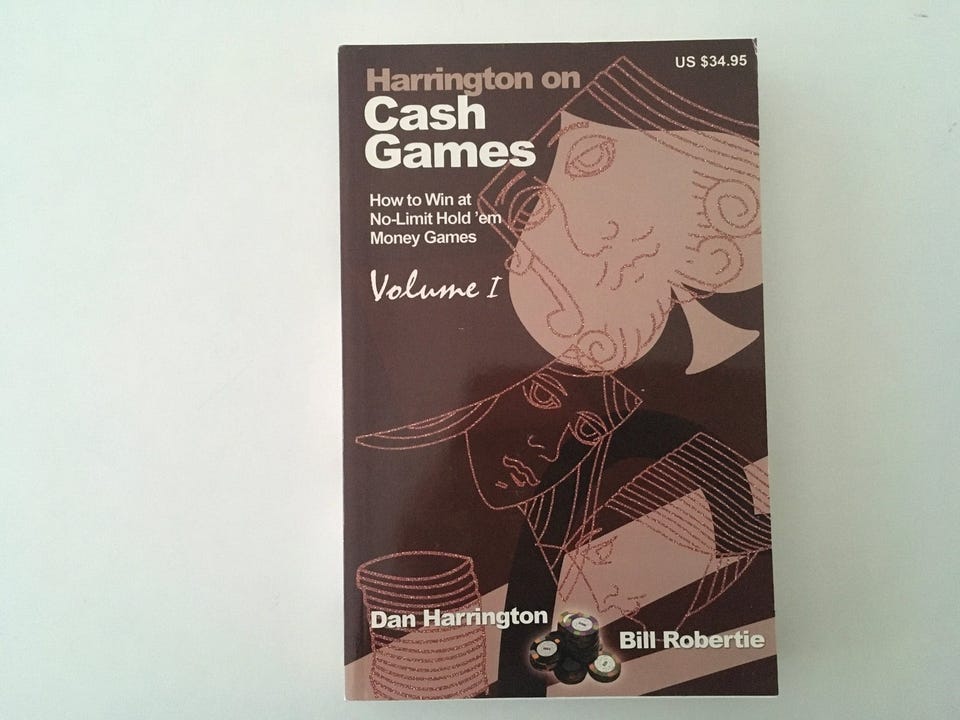 US $34.95
Harrington on
Cash
Games
How to Win at
No-Limit Hold 'em
Money Games
Volume I
Dan Harrington
Bill Robertie